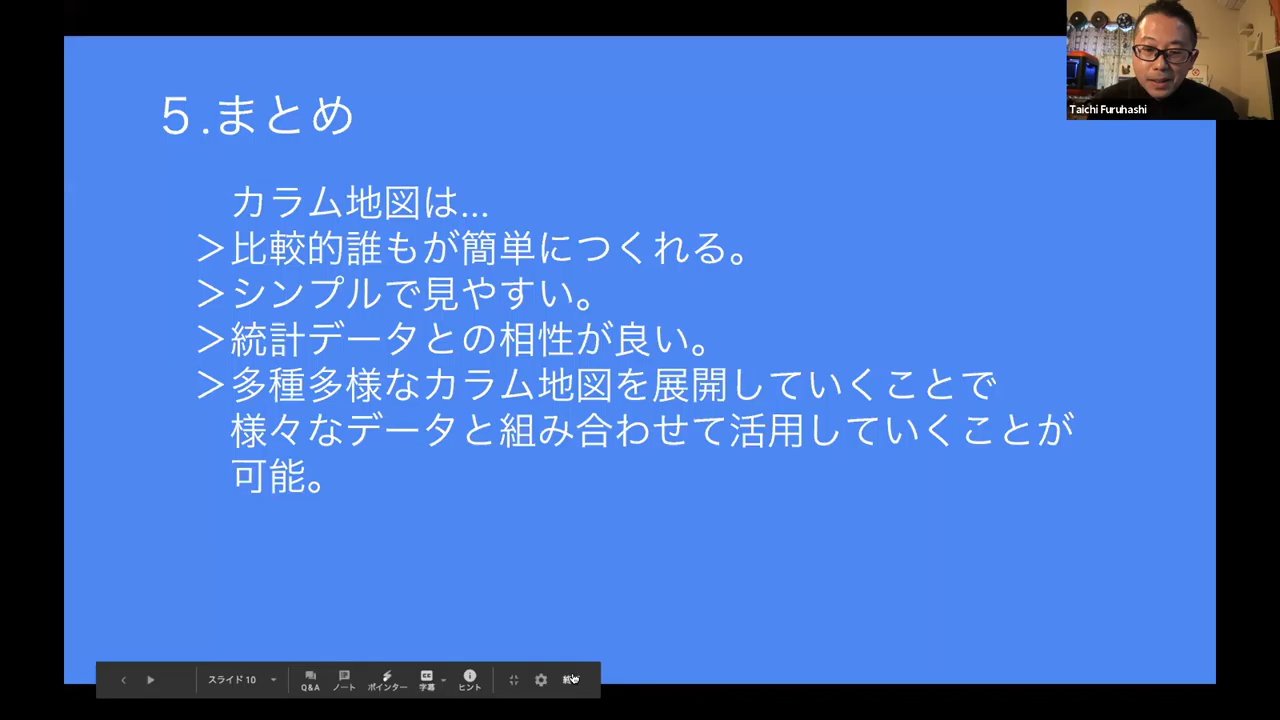 ５.まとめ
カラム地図は...
＞比較的誰もが簡単につくれる。
＞シンプルで見やすい。
＞統計データとの相性が良い。
＞多種多様なカラム地図を展開していくことで
様々なデータと組み合わせて活用していくことが
可能。
Taichi Furuhashi
スライド 10
Q&A
ノート
ポインター
字幕
ヒント